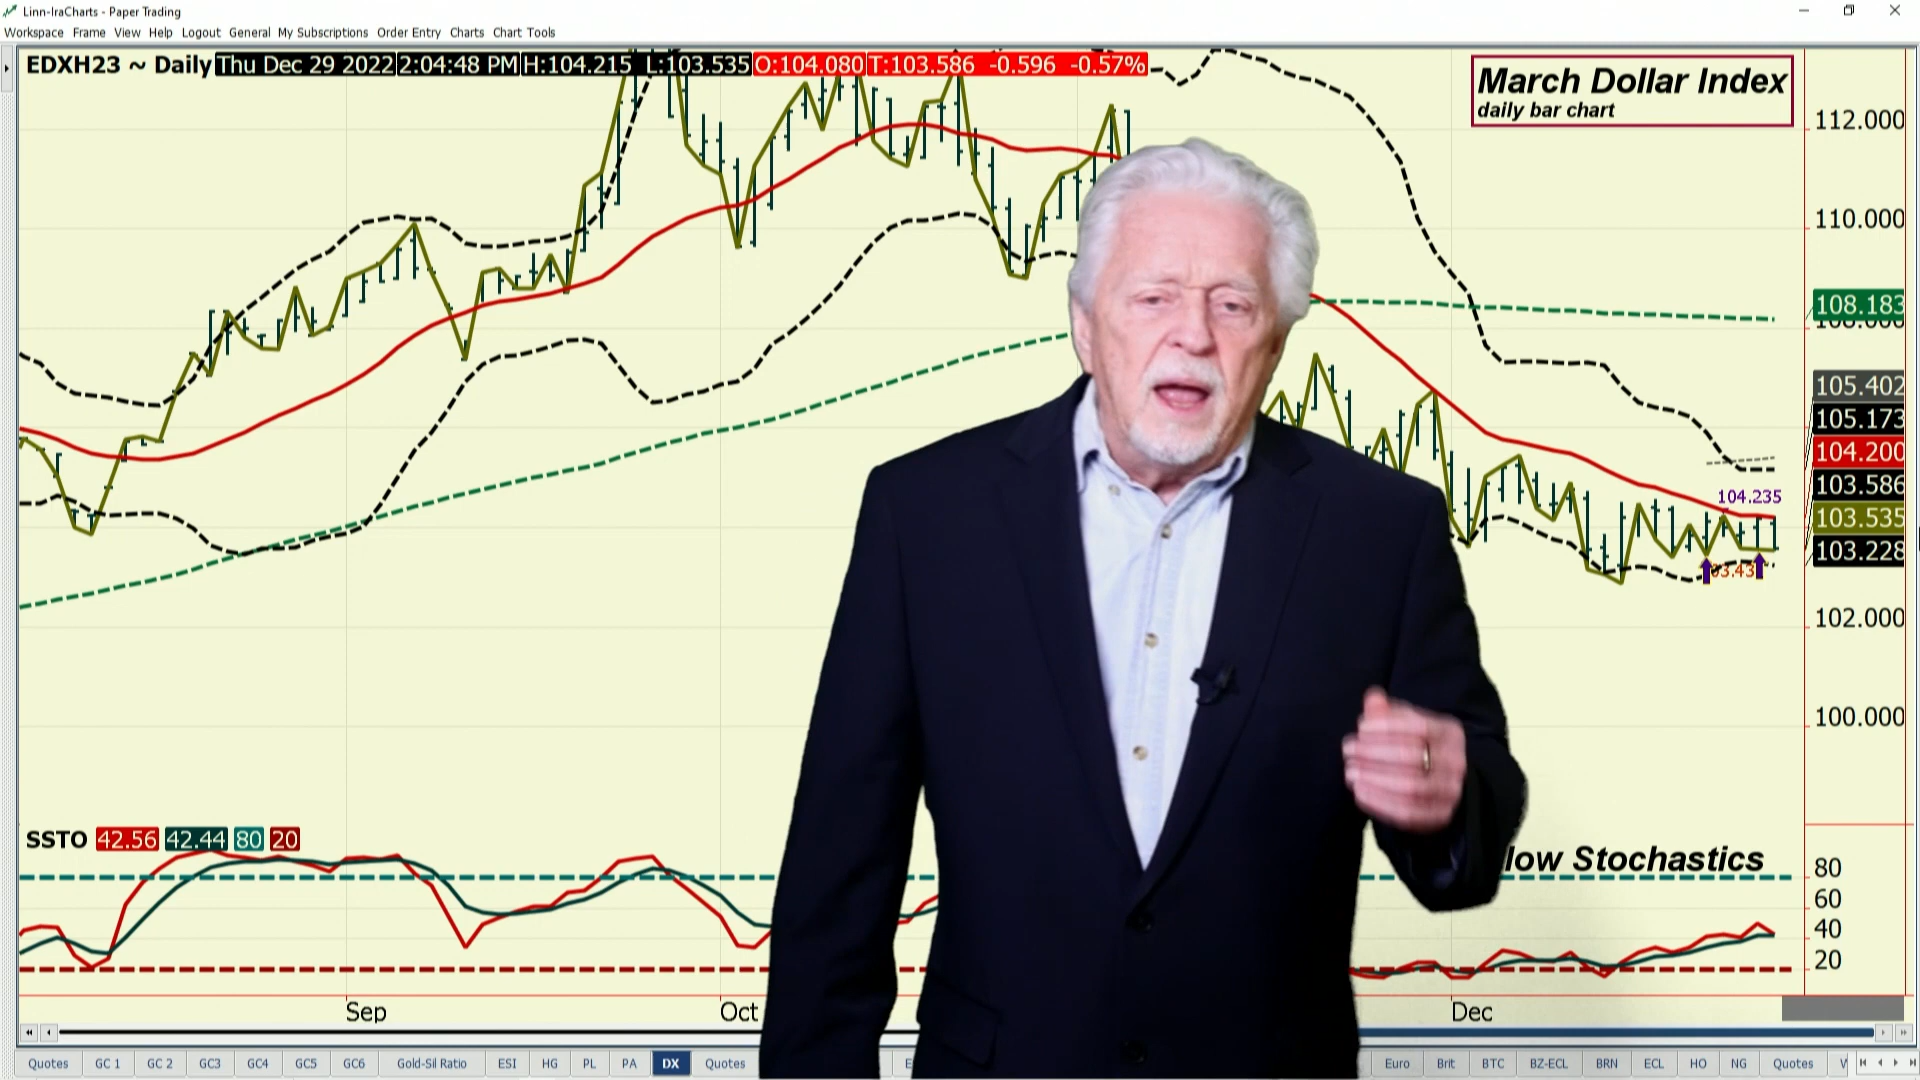 Linn-IraCharts - Paper Trading
Workspace Frame View Help Logout General My Subscriptions Order Entry Charts Chart Tools
EDXH23 ~ Daily Thu Dec 29 2022 2:04:48 PM H:104.215 L:103.535 O:104.080 T:103.586 -0.596 -0.57%
March Dollar Index
daily bar chart
112.000
110.000
108.183
105.402
105.173
104.200
104.235
103.586
103.535
103.228
102.000
100.000
SSTO 42.56 42.44 80 20
low Stochastics
80
60
40
20
Sep Oct Dec
Quotes GC 1 GC 2 GC3 GC4 GC5 GC6 Gold-Sil Ratio ESI HG PL PA DX Quotes Euro Brit BTC BZ-ECL BRN ECL HO NG Quotes